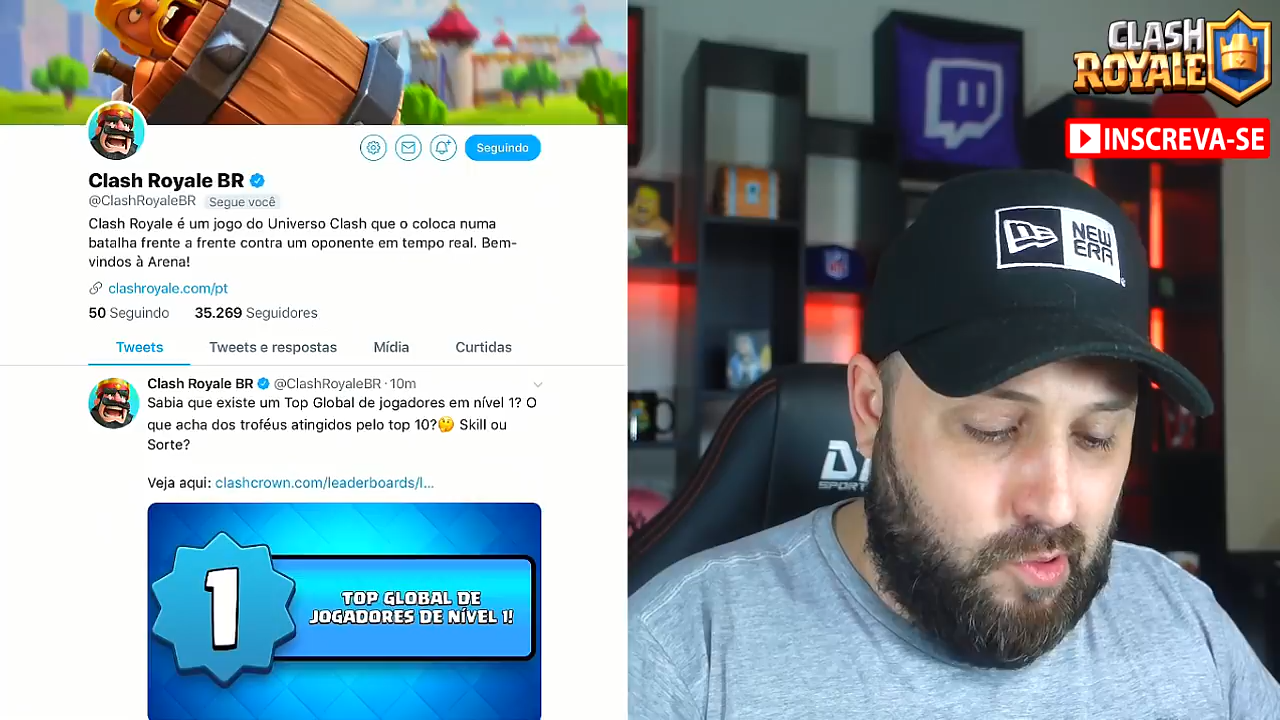 Seguindo
Clash Royale BR
@ClashRoyaleBR Segue você
Clash Royale é um jogo do Universo Clash que o coloca numa
batalha frente a frente contra um oponente em tempo real. Bem-
vindos à Arena!
clashroyale.com/pt
50 Seguindo 35.269 Seguidores
Tweets Tweets e respostas Mídia Curtidas
Clash Royale BR @ClashRoyaleBR · 10m
Sabia que existe um Top Global de jogadores em nível 1? O
que acha dos troféus atingidos pelo top 10?🤔 Skill ou
Sorte?
Veja aqui: clashcrown.com/leaderboards/l...
1
TOP GLOBAL DE
JOGADORES DE NÍVEL 1!
CLASH
ROYALE
INSCREVA-SE
NEW
ERA
NFL
SPORT